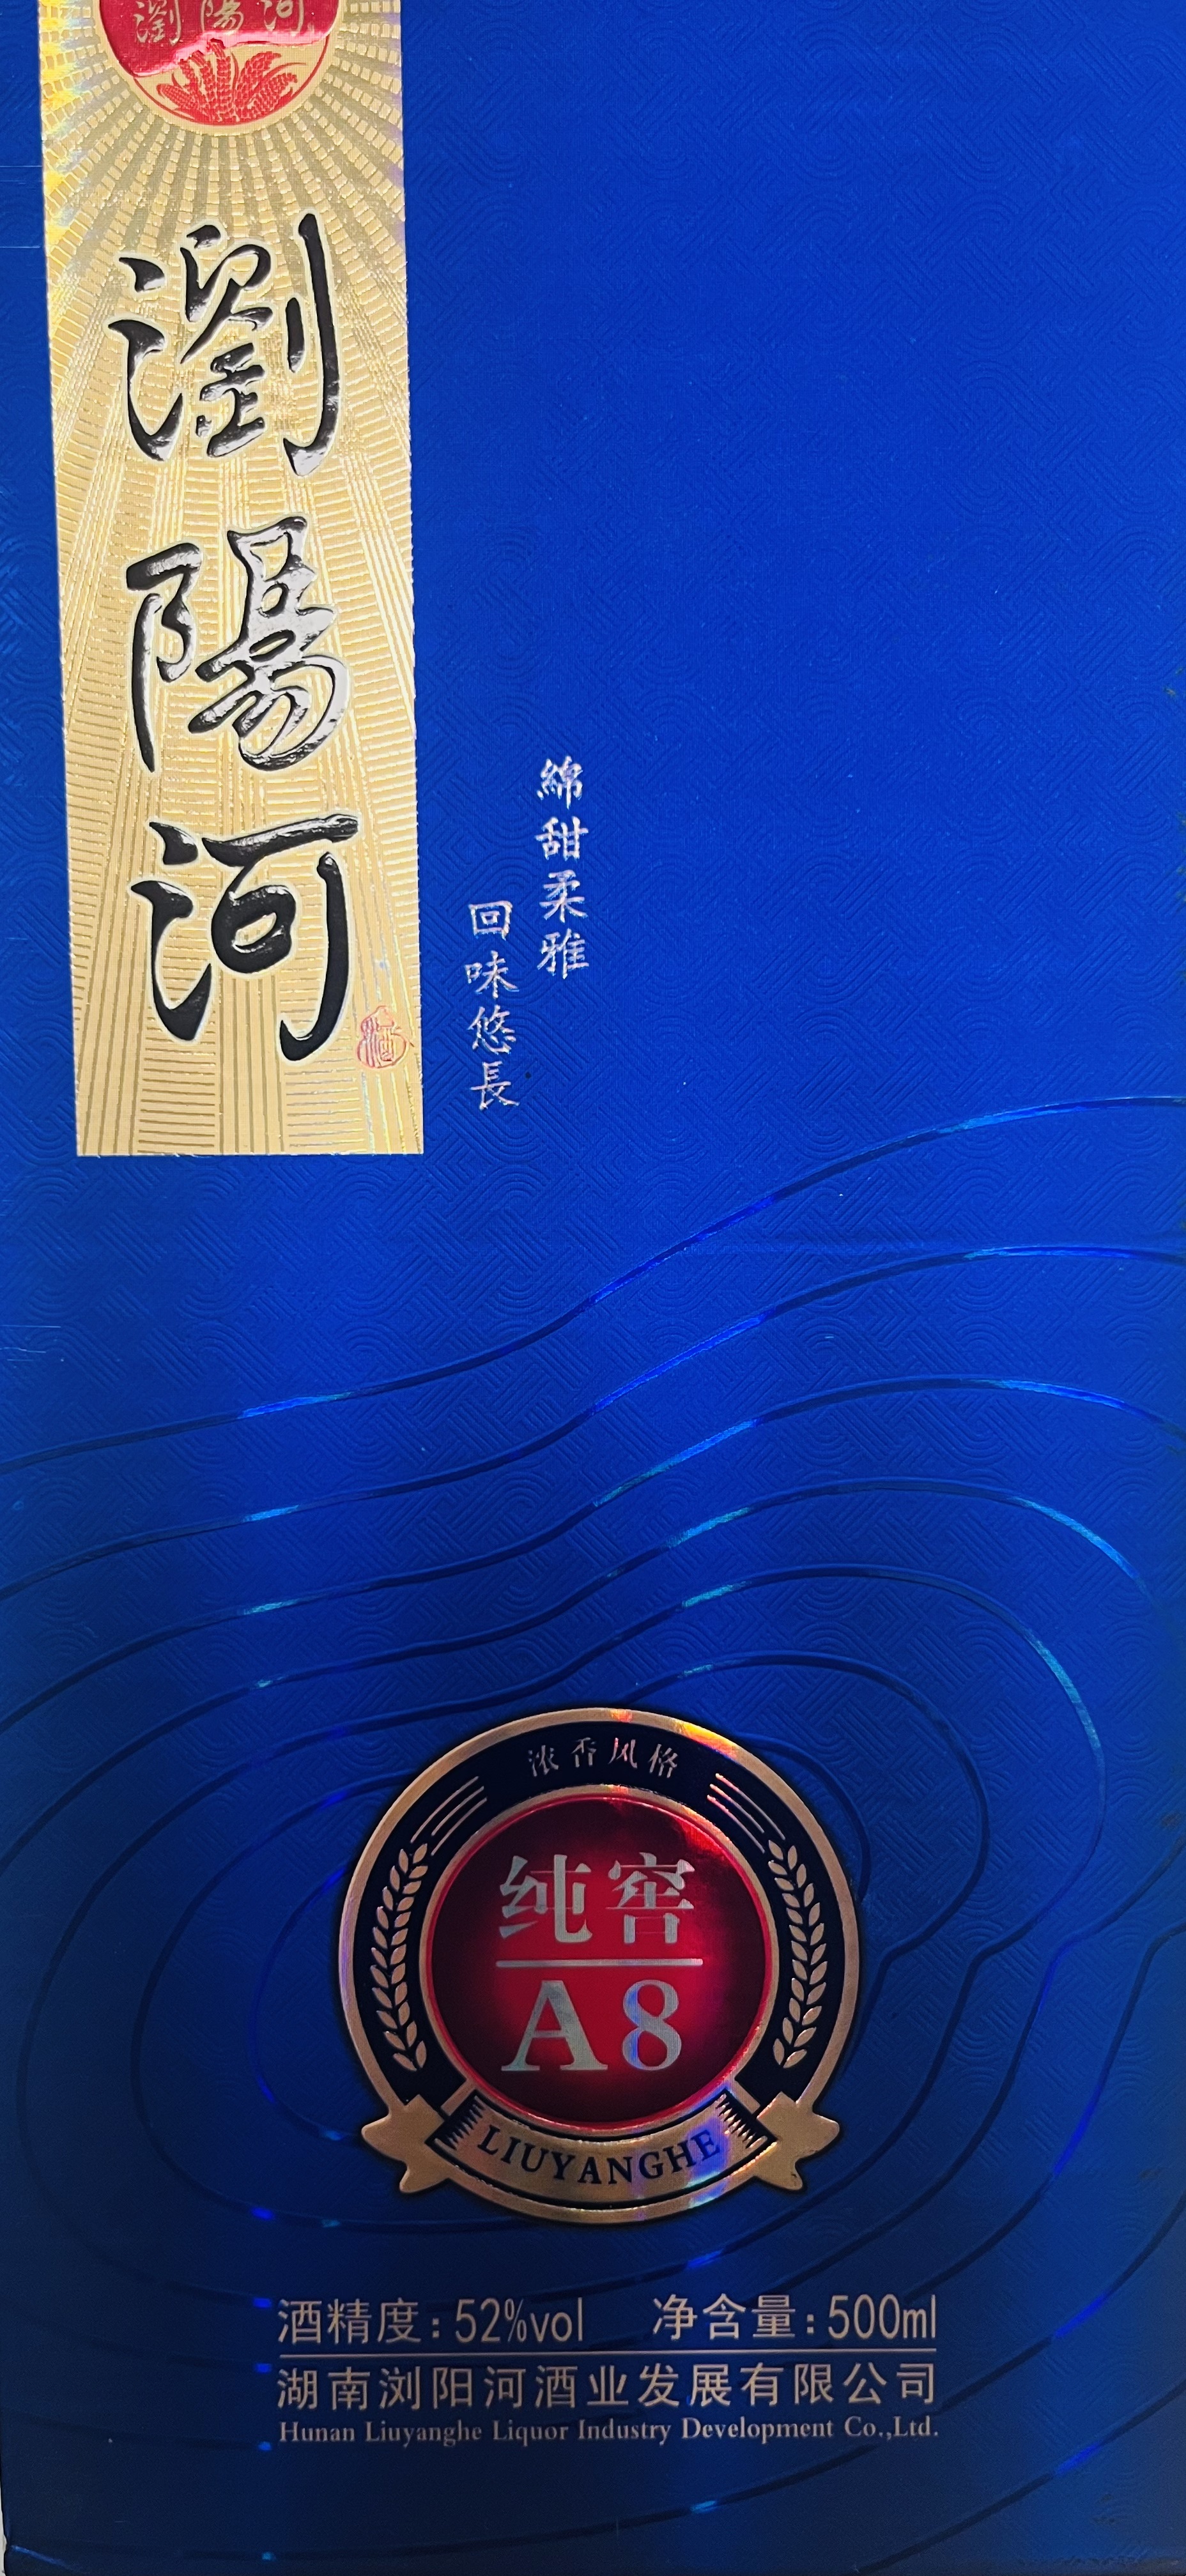 瀏陽河
瀏陽河
酒
綿甜柔雅
回味悠長
浓香风格
纯窖
A8
LIUYANGHE
酒精度:52%vol 净含量:500ml
湖南浏阳河酒业发展有限公司
Hunan Liuyanghe Liquor Industry Development Co.,Ltd.